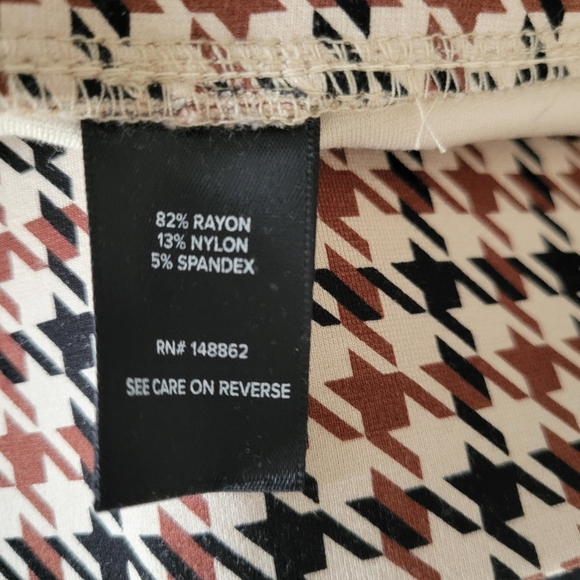 82% RAYON
13% NYLON
5% SPANDEX
RN# 148862
SEE CARE ON REVERSE